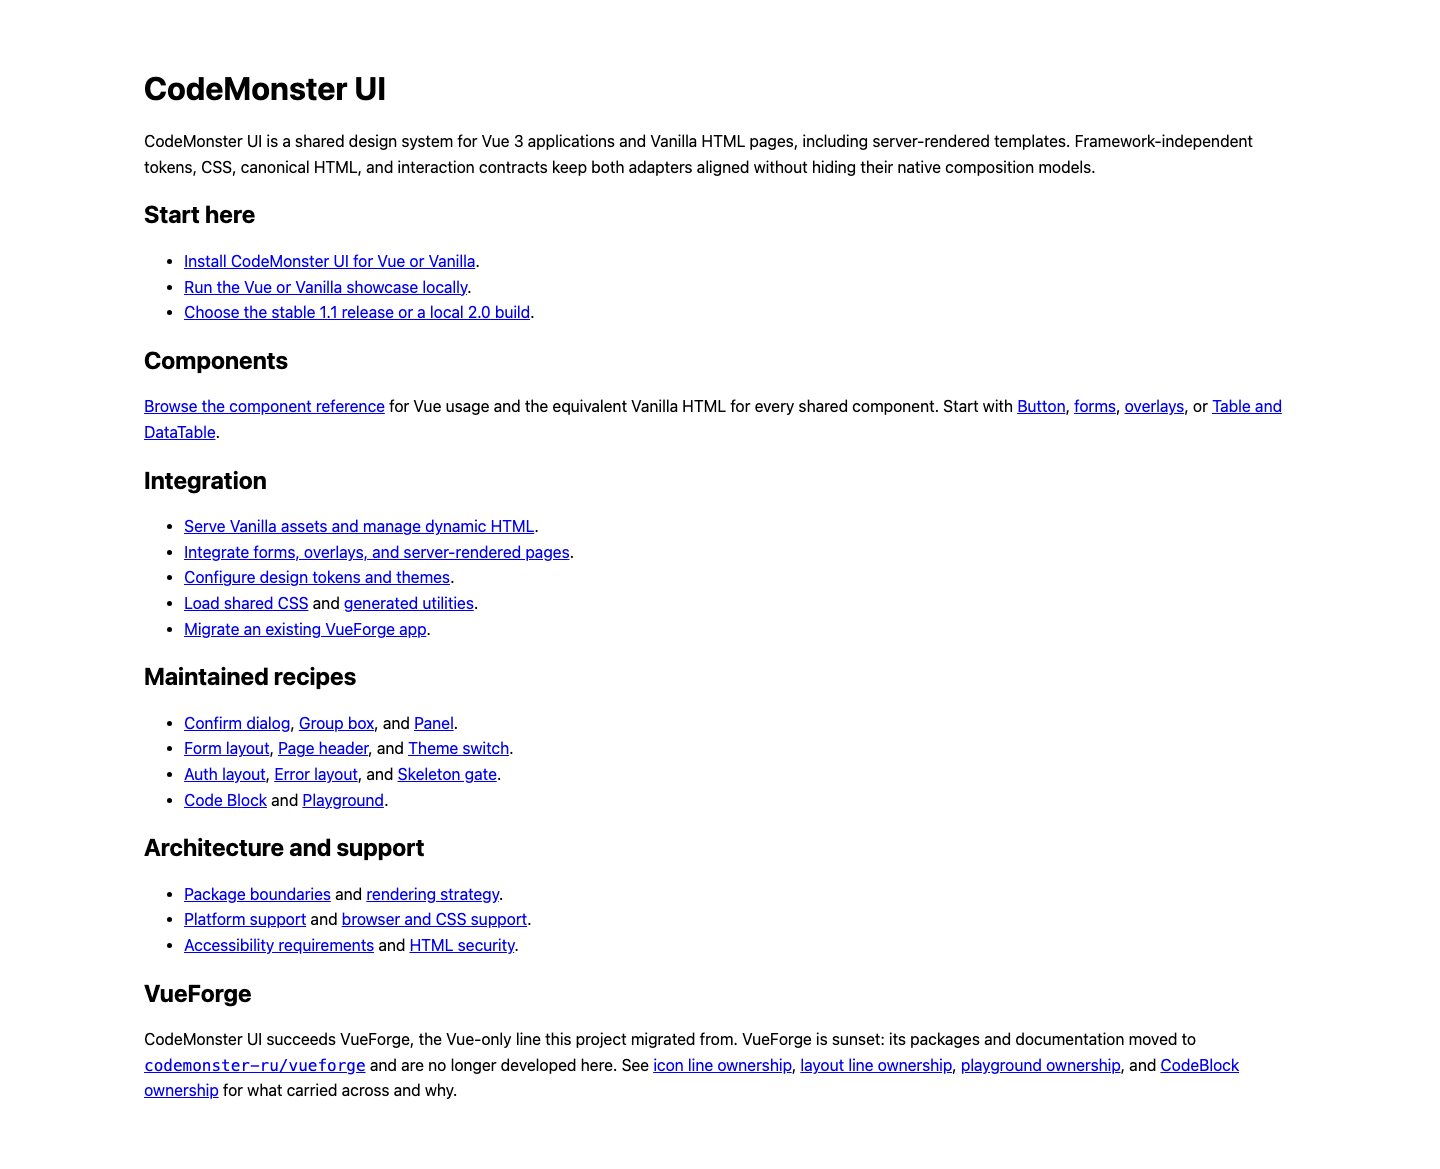 CodeMonster UI
CodeMonster UI is a shared design system for Vue 3 applications and Vanilla HTML pages, including server-rendered templates. Framework-independent
tokens, CSS, canonical HTML, and interaction contracts keep both adapters aligned without hiding their native composition models.
Start here
• Install CodeMonster UI for Vue or Vanilla.
• Run the Vue or Vanilla showcase locally.
• Choose the stable 1.1 release or a local 2.0 build.
Components
Browse the component reference for Vue usage and the equivalent Vanilla HTML for every shared component. Start with Button, forms, overlays, or Table and
DataTable.
Integration
• Serve Vanilla assets and manage dynamic HTML.
• Integrate forms, overlays, and server-rendered pages.
• Configure design tokens and themes.
• Load shared CSS and generated utilities.
• Migrate an existing VueForge app.
Maintained recipes
• Confirm dialog, Group box, and Panel.
• Form layout, Page header, and Theme switch.
• Auth layout, Error layout, and Skeleton gate.
• Code Block and Playground.
Architecture and support
• Package boundaries and rendering strategy.
• Platform support and browser and CSS support.
• Accessibility requirements and HTML security.
VueForge
CodeMonster UI succeeds VueForge, the Vue-only line this project migrated from. VueForge is sunset: its packages and documentation moved to
codemonster-ru/vueforge and are no longer developed here. See icon line ownership, layout line ownership, playground ownership, and CodeBlock
ownership for what carried across and why.